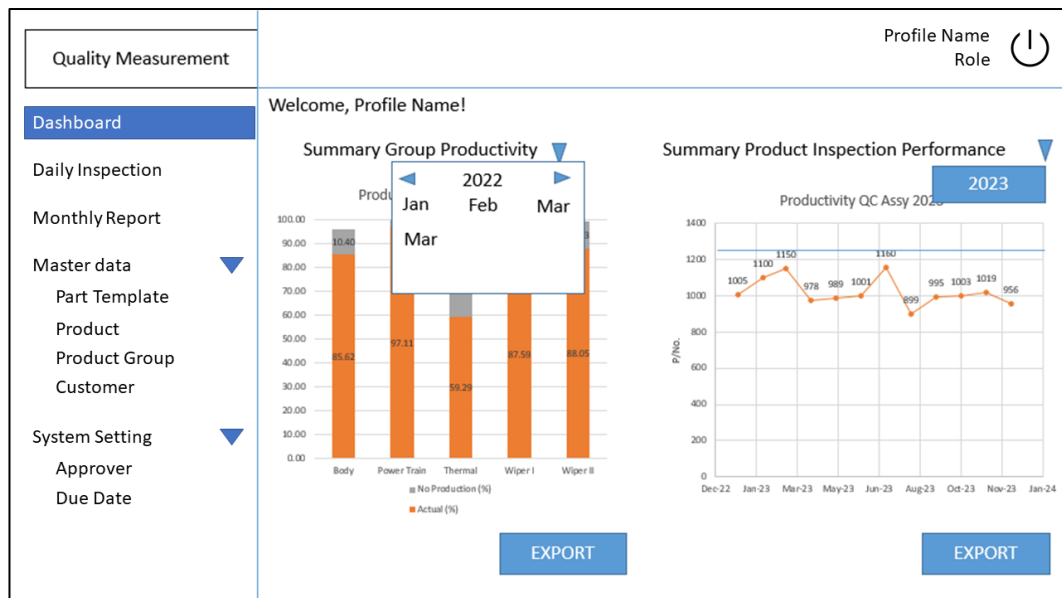 Quality Measurement
Profile Name
Role
Dashboard
Daily Inspection
Monthly Report
Master data
Part Template
Product
Product Group
Customer
System Setting
Approver
Due Date
Welcome, Profile Name!
Summary Group Productivity
2022
Jan Feb Mar
Mar
100.00
90.00
80.00
70.00
60.00
50.00
40.00
30.00
20.00
10.00
0.00
10.40
85.62
97.11
59.29
87.59
88.05
Body Power Train Thermal Wiper I Wiper II
No Production (%)
Actual (%)
EXPORT
Summary Product Inspection Performance
2023
Productivity QC Assy
1400
1200
1000
800
600
400
200
0
P/No.
1005 1100 1150 978 989 1001 1160 899 995 1003 1019 956
Dec-22 Jan-23 Mar-23 May-23 Jun-23 Aug-23 Oct-23 Nov-23 Jan-24
EXPORT